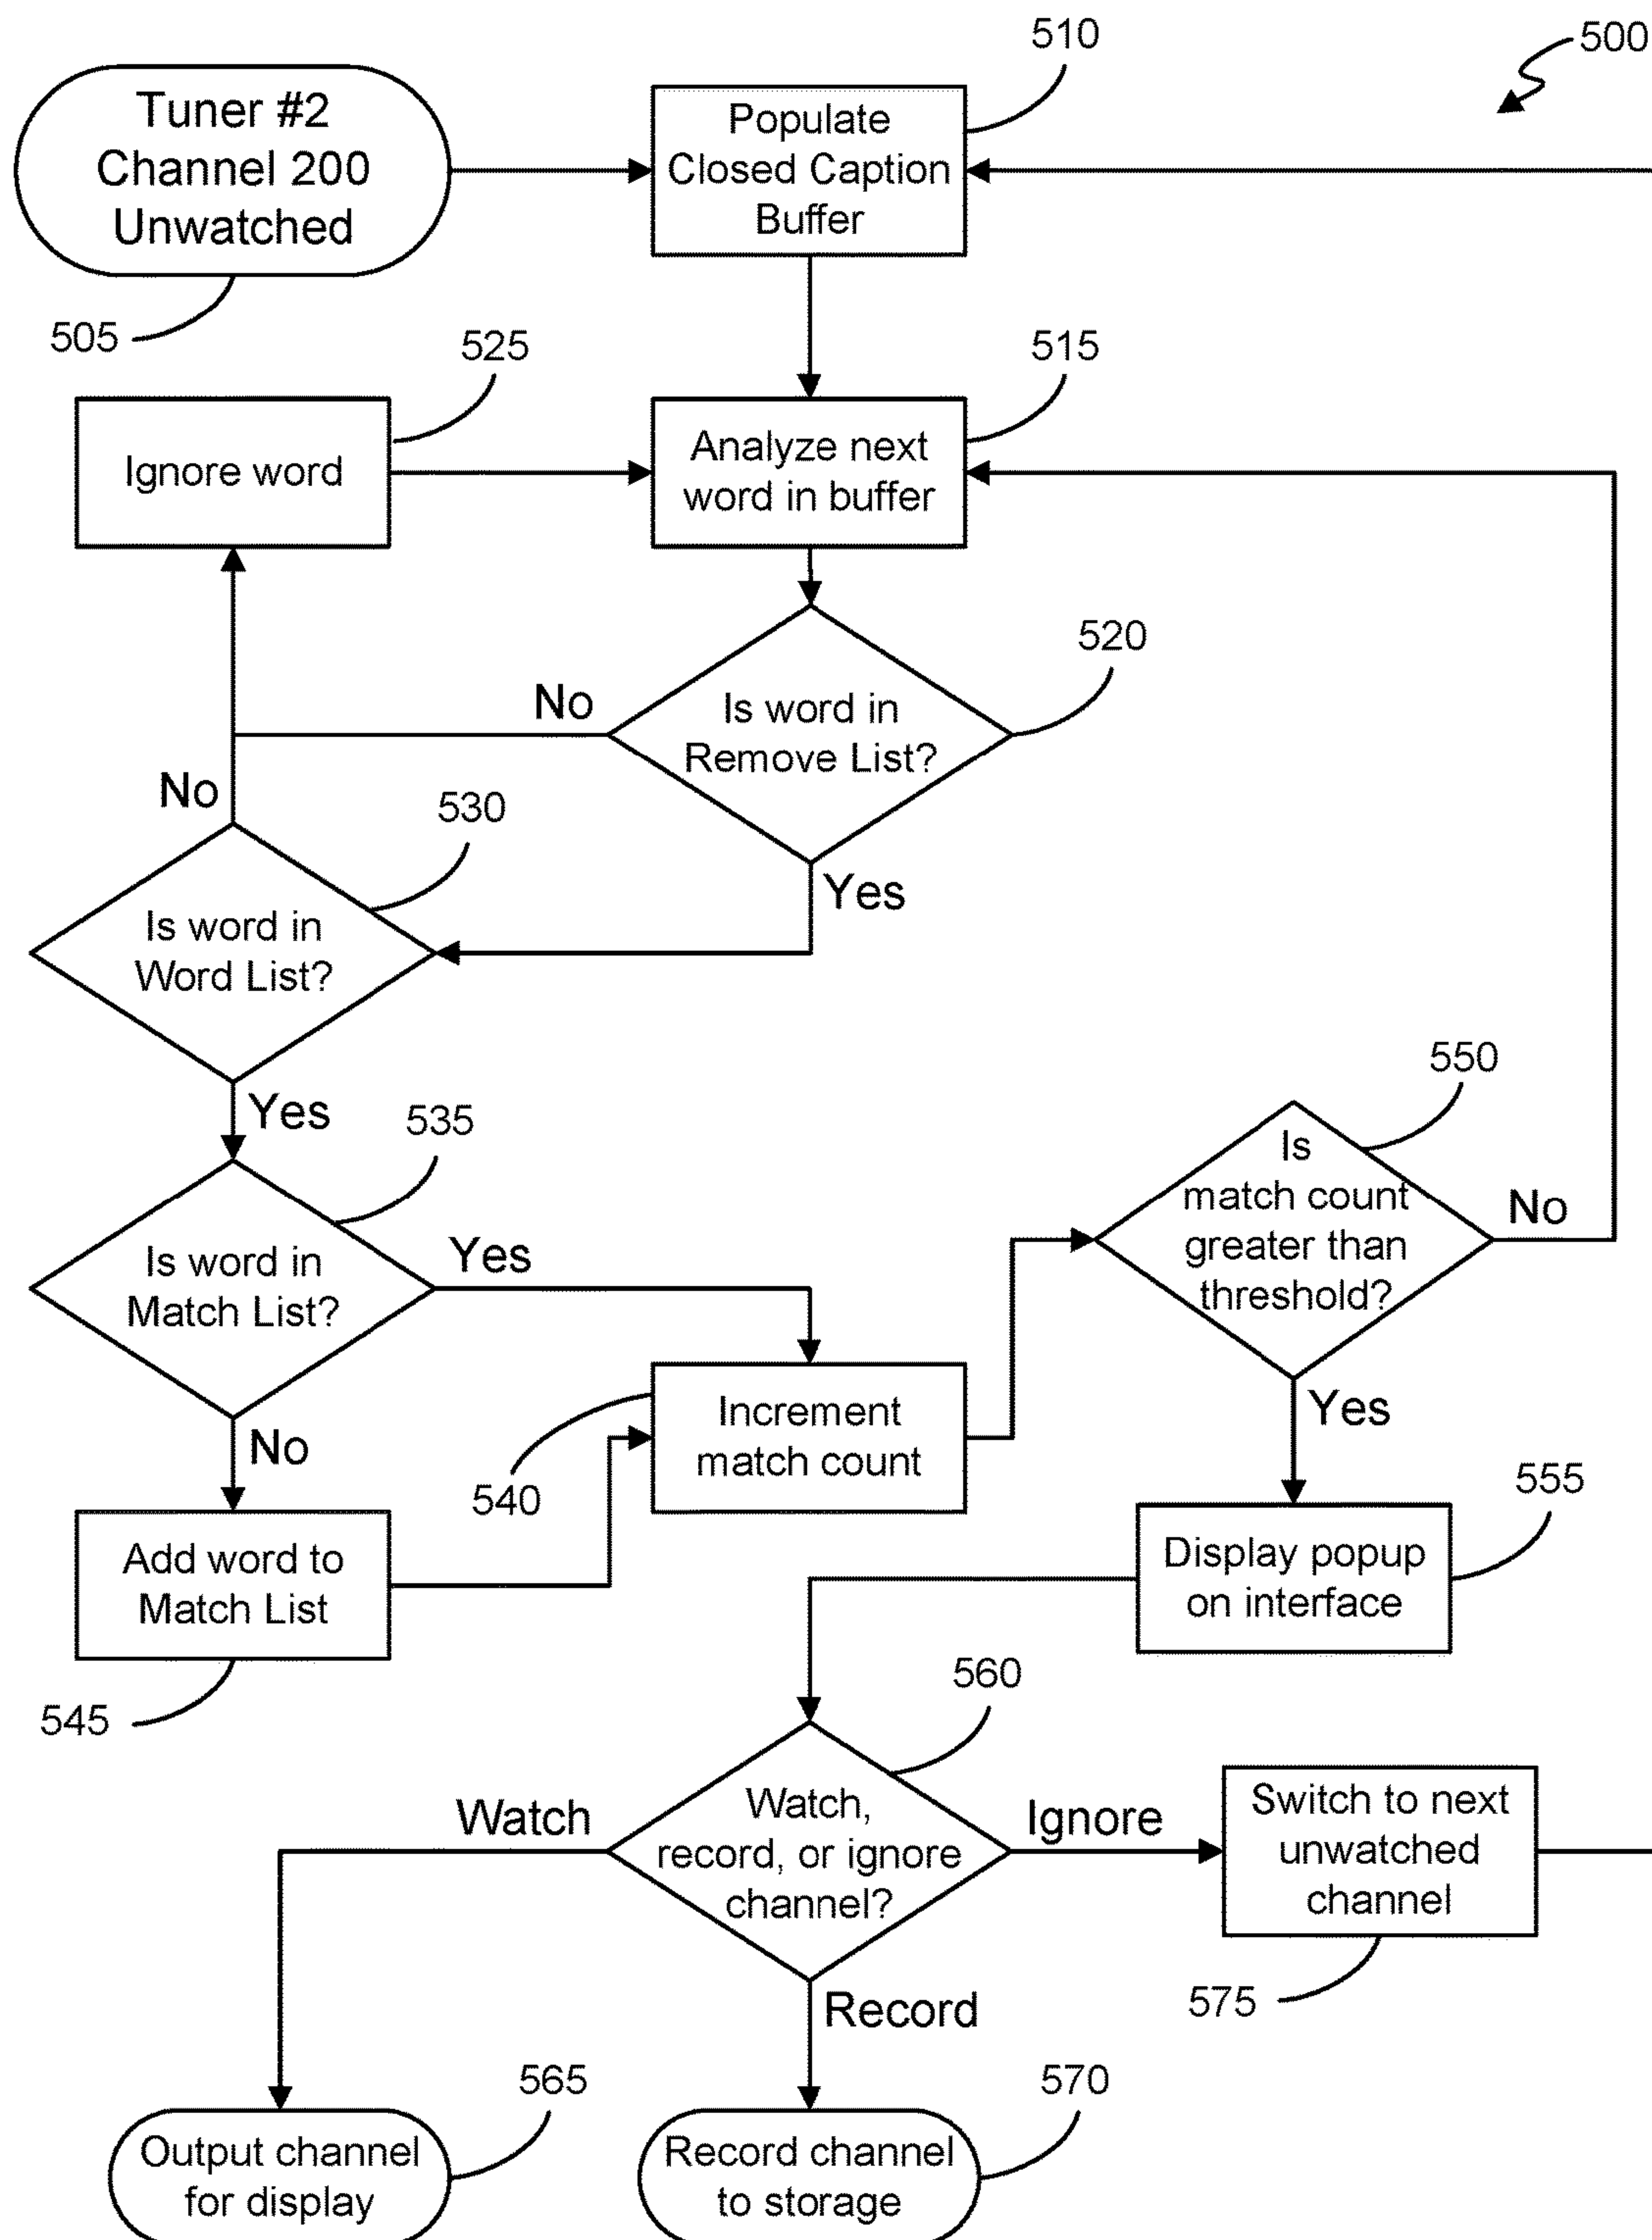 510
500
Tuner #2
Channel 200
Unwatched
Populate
Closed Caption
Buffer
505
525
515
Ignore word
Analyze next
word in buffer
520
No
Is word in
Remove List?
No
530
Yes
Is word in
Word List?
550
Yes
535
Is
match count
greater than
threshold?
No
Yes
Is word in
Match List?
Yes
Increment
match count
No
540
555
Add word to
Match List
Display popup
on interface
545
560
Watch
Watch,
record, or ignore
channel?
Ignore
Switch to next
unwatched
channel
575
Record
565
570
Output channel
for display
Record channel
to storage